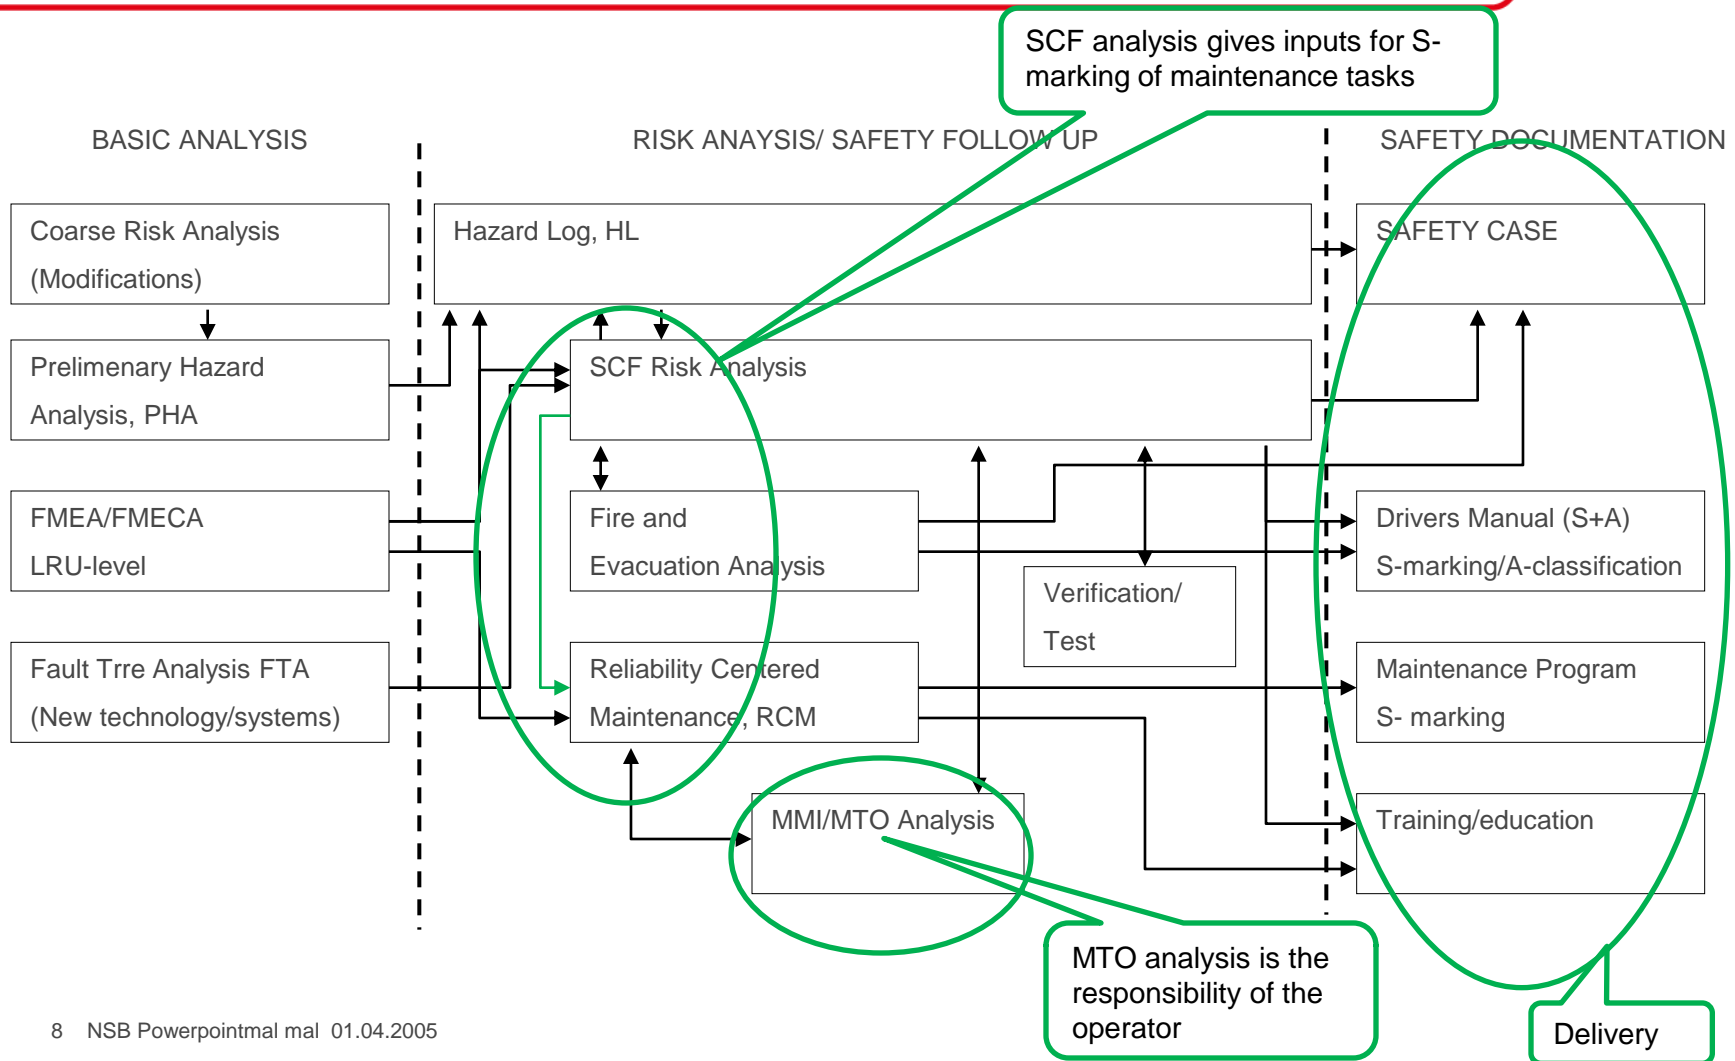 SCF analysis gives inputs for S-
marking of maintenance tasks
BASIC ANALYSIS
RISK ANAYSIS/ SAFETY FOLLOW UP
SAFETY DOCUMENTATION
Coarse Risk Analysis
(Modifications)
Hazard Log, HL
SAFETY CASE
Prelimenary Hazard
Analysis, PHA
SCF Risk Analysis
FMEA/FMECA
LRU-level
Fire and
Evacuation Analysis
Verification/
Test
Drivers Manual (S+A)
S-marking/A-classification
Fault Trre Analysis FTA
(New technology/systems)
Reliability Centered
Maintenance, RCM
Maintenance Program
S- marking
MMI/MTO Analysis
Training/education
MTO analysis is the
responsibility of the
operator
Delivery
8 NSB Powerpointmal mal 01.04.2005